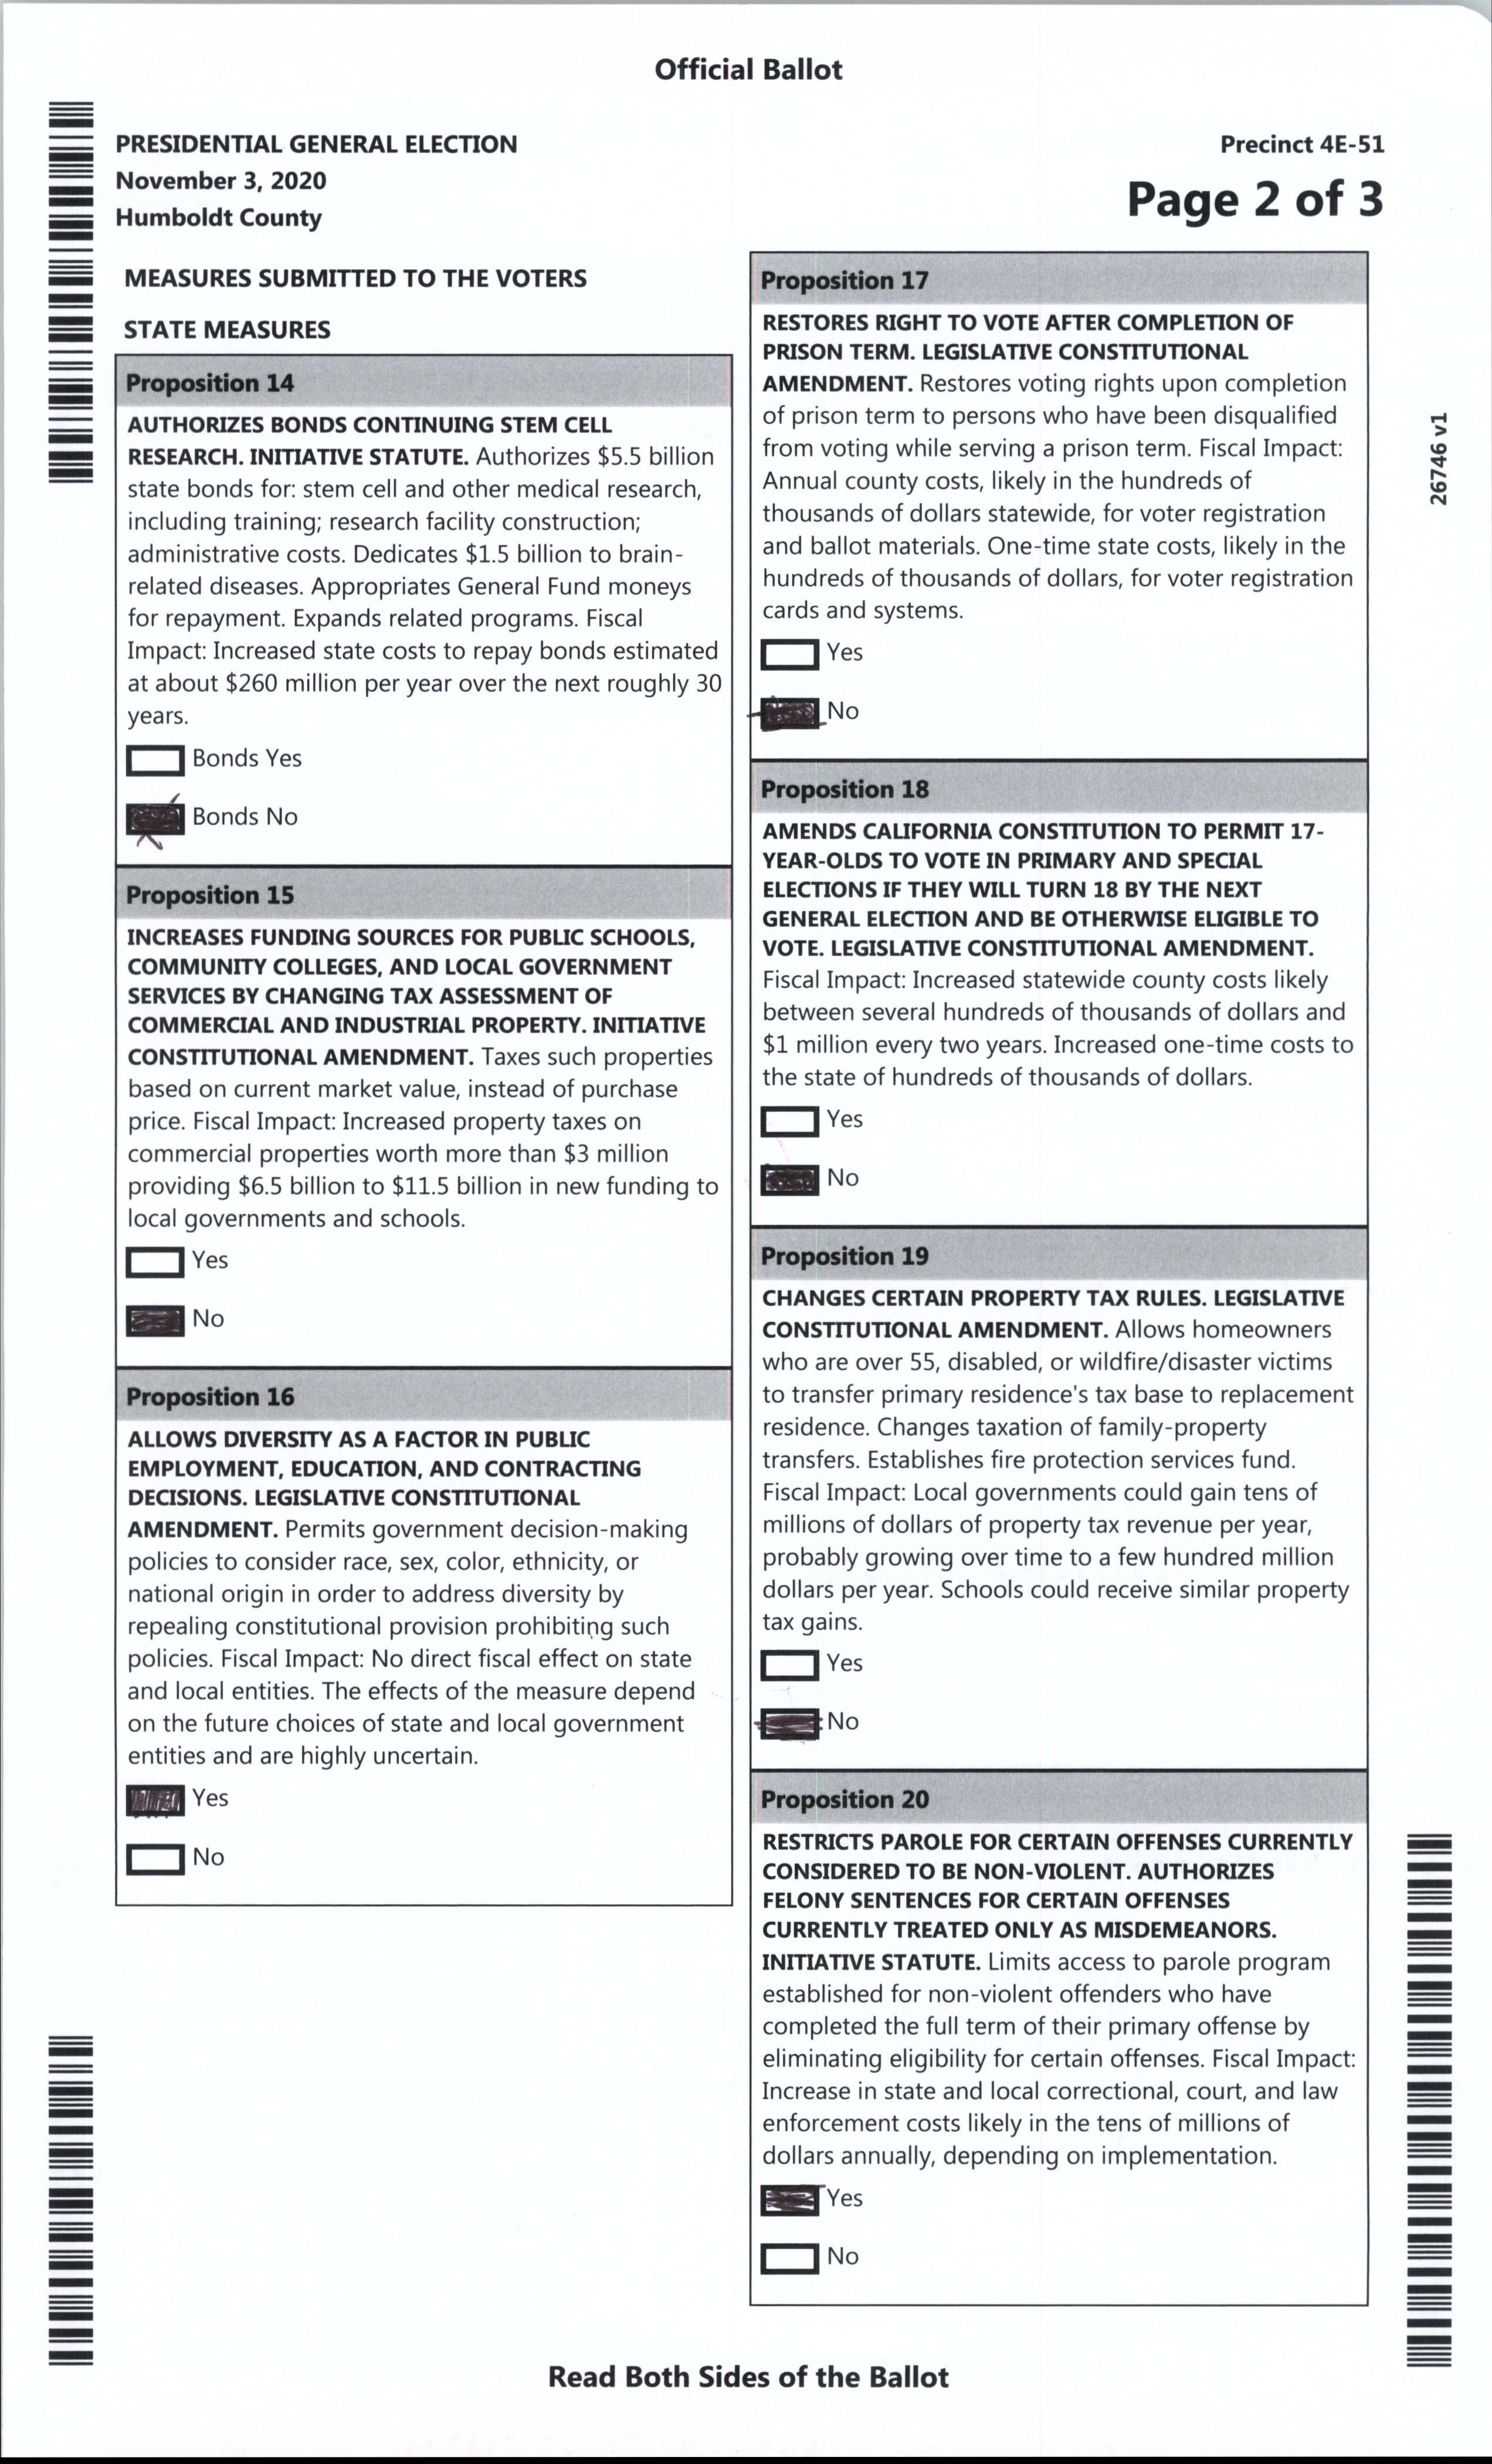 Official Ballot
PRESIDENTIAL GENERAL ELECTION
November 3, 2020
Humboldt County
Precinct 4E-51
Page 2 of 3
MEASURES SUBMITTED TO THE VOTERS
STATE MEASURES
Proposition 14
AUTHORIZES BONDS CONTINUING STEM CELL
RESEARCH. INITIATIVE STATUTE. Authorizes $5.5 billion
state bonds for: stem cell and other medical research,
including training; research facility construction;
administrative costs. Dedicates $1.5 billion to brain-
related diseases. Appropriates General Fund moneys
for repayment. Expands related programs. Fiscal
Impact: Increased state costs to repay bonds estimated
at about $260 million per year over the next roughly 30
years.
Bonds Yes
Bonds No
Proposition 15
INCREASES FUNDING SOURCES FOR PUBLIC SCHOOLS,
COMMUNITY COLLEGES, AND LOCAL GOVERNMENT
SERVICES BY CHANGING TAX ASSESSMENT OF
COMMERCIAL AND INDUSTRIAL PROPERTY. INITIATIVE
CONSTITUTIONAL AMENDMENT. Taxes such properties
based on current market value, instead of purchase
price. Fiscal Impact: Increased property taxes on
commercial properties worth more than $3 million
providing $6.5 billion to $11.5 billion in new funding to
local governments and schools.
Yes
No
Proposition 16
ALLOWS DIVERSITY AS A FACTOR IN PUBLIC
EMPLOYMENT, EDUCATION, AND CONTRACTING
DECISIONS. LEGISLATIVE CONSTITUTIONAL
AMENDMENT. Permits government decision-making
policies to consider race, sex, color, ethnicity, or
national origin in order to address diversity by
repealing constitutional provision prohibiting such
policies. Fiscal Impact: No direct fiscal effect on state
and local entities. The effects of the measure depend
on the future choices of state and local government
entities and are highly uncertain.
Yes
No
Proposition 17
RESTORES RIGHT TO VOTE AFTER COMPLETION OF
PRISON TERM. LEGISLATIVE CONSTITUTIONAL
AMENDMENT. Restores voting rights upon completion
of prison term to persons who have been disqualified
from voting while serving a prison term. Fiscal Impact:
Annual county costs, likely in the hundreds of
thousands of dollars statewide, for voter registration
and ballot materials. One-time state costs, likely in the
hundreds of thousands of dollars, for voter registration
cards and systems.
Yes
No
Proposition 18
AMENDS CALIFORNIA CONSTITUTION TO PERMIT 17-
YEAR-OLDS TO VOTE IN PRIMARY AND SPECIAL
ELECTIONS IF THEY WILL TURN 18 BY THE NEXT
GENERAL ELECTION AND BE OTHERWISE ELIGIBLE TO
VOTE. LEGISLATIVE CONSTITUTIONAL AMENDMENT.
Fiscal Impact: Increased statewide county costs likely
between several hundreds of thousands of dollars and
$1 million every two years. Increased one-time costs to
the state of hundreds of thousands of dollars.
Yes
No
Proposition 19
CHANGES CERTAIN PROPERTY TAX RULES. LEGISLATIVE
CONSTITUTIONAL AMENDMENT. Allows homeowners
who are over 55, disabled, or wildfire/disaster victims
to transfer primary residence's tax base to replacement
residence. Changes taxation of family-property
transfers. Establishes fire protection services fund.
Fiscal Impact: Local governments could gain tens of
millions of dollars of property tax revenue per year,
probably growing over time to a few hundred million
dollars per year. Schools could receive similar property
tax gains.
Yes
No
Proposition 20
RESTRICTS PAROLE FOR CERTAIN OFFENSES CURRENTLY
CONSIDERED TO BE NON-VIOLENT. AUTHORIZES
FELONY SENTENCES FOR CERTAIN OFFENSES
CURRENTLY TREATED ONLY AS MISDEMEANORS.
INITIATIVE STATUTE. Limits access to parole program
established for non-violent offenders who have
completed the full term of their primary offense by
eliminating eligibility for certain offenses. Fiscal Impact:
Increase in state and local correctional, court, and law
enforcement costs likely in the tens of millions of
dollars annually, depending on implementation.
Yes
No
26746 v1
Read Both Sides of the Ballot